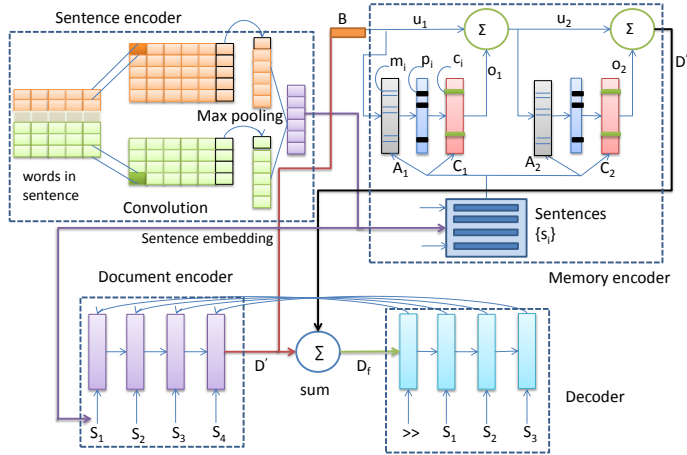 Sentence encoder
B
u1
Σ
u2
Σ
D'
mi
pi
ci
o1
o2
Max pooling
words in
sentence
Convolution
A1
C1
A2
C2
Sentences
{si}
Sentence embedding
Document encoder
Memory encoder
Σ
D'
sum
Df
Decoder
S1
S2
S3
S4
>>
S1
S2
S3